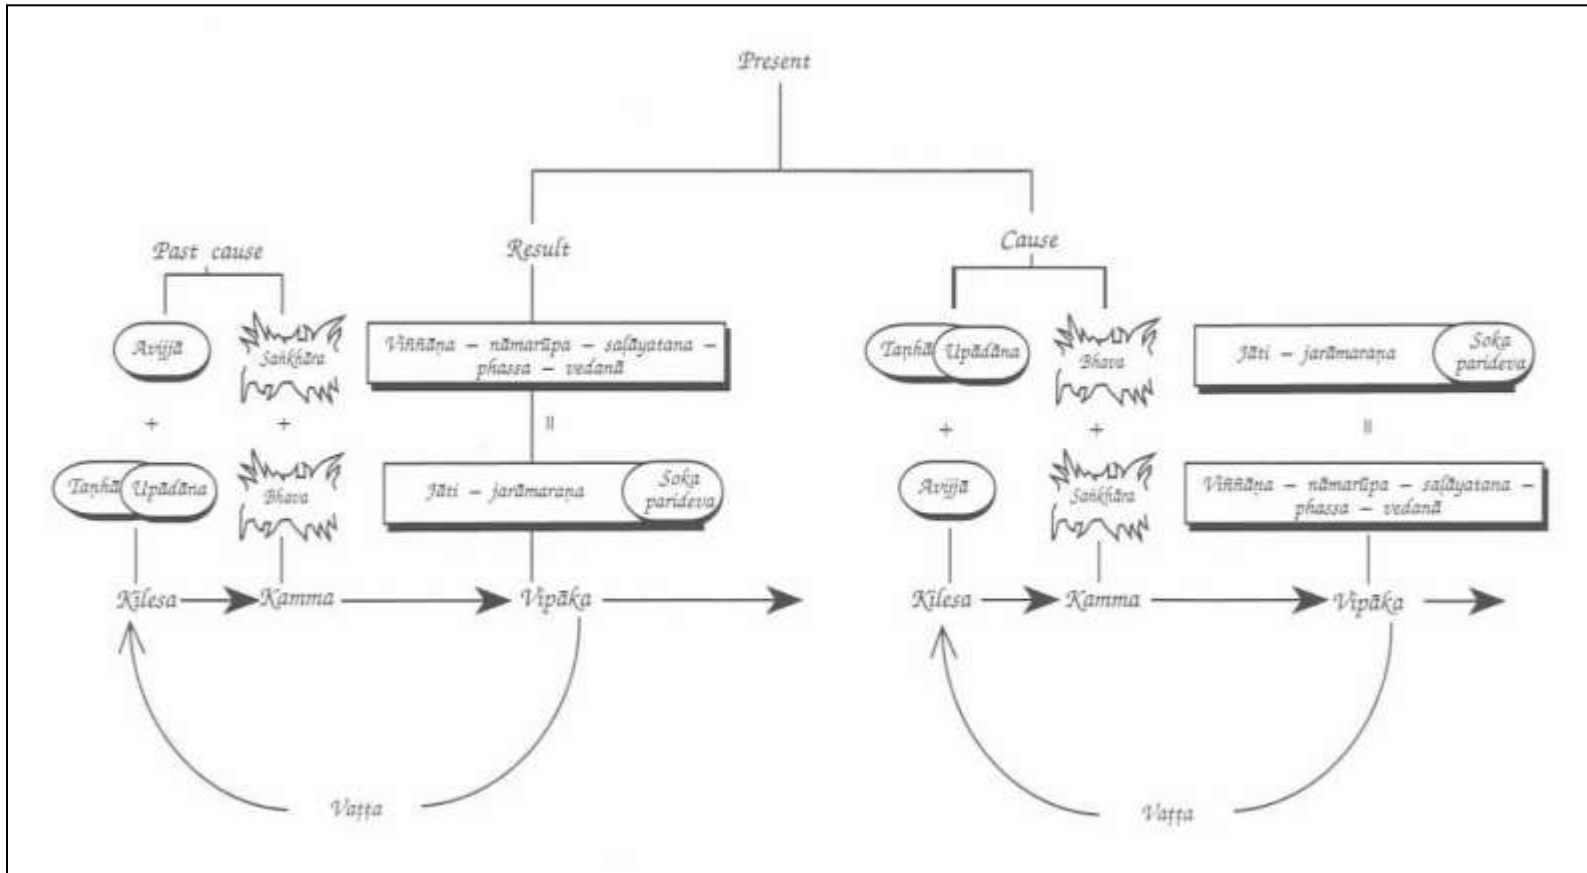 Present
Past cause
Result
Cause
Avijjā
Saṅkhāra
Viññāṇa – nāmarūpa – saḷāyatana –
phassa – vedanā
Taṇhā
Upādāna
Bhava
Jāti – jarāmaraṇa
Soka
parideva
+
+
=
+
+
=
Taṇhā
Upādāna
Bhava
Jāti – jarāmaraṇa
Soka
parideva
Avijjā
Saṅkhāra
Viññāṇa – nāmarūpa – saḷāyatana –
phassa – vedanā
Kilesa
Kamma
Vipāka
Kilesa
Kamma
Vipāka
Vaṭṭa
Vaṭṭa